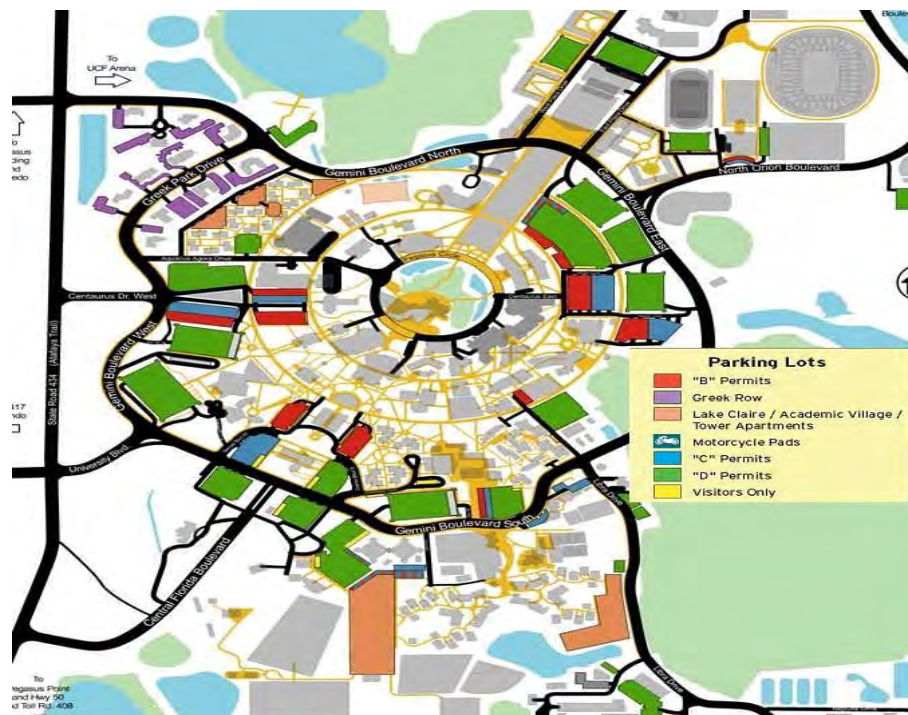 To
UCF Arena
Gemini Boulevard North
Greek Park Drive
Gemini Boulevard East
North Orion Boulevard
Aquarius Agora Drive
Centaurus Dr. West
Centaurus East
Gemini Boulevard West
State Road 434 (Alafaya Trail)
University Blvd.
Gemini Boulevard South
Central Florida Boulevard
Libra Drive
Libra Drive
To
egasus Point
and Hwy 50
d Toll Rd. 408
Parking Lots
"B" Permits
Greek Row
Lake Claire / Academic Village /
Tower Apartments
Motorcycle Pads
"C" Permits
"D" Permits
Visitors Only